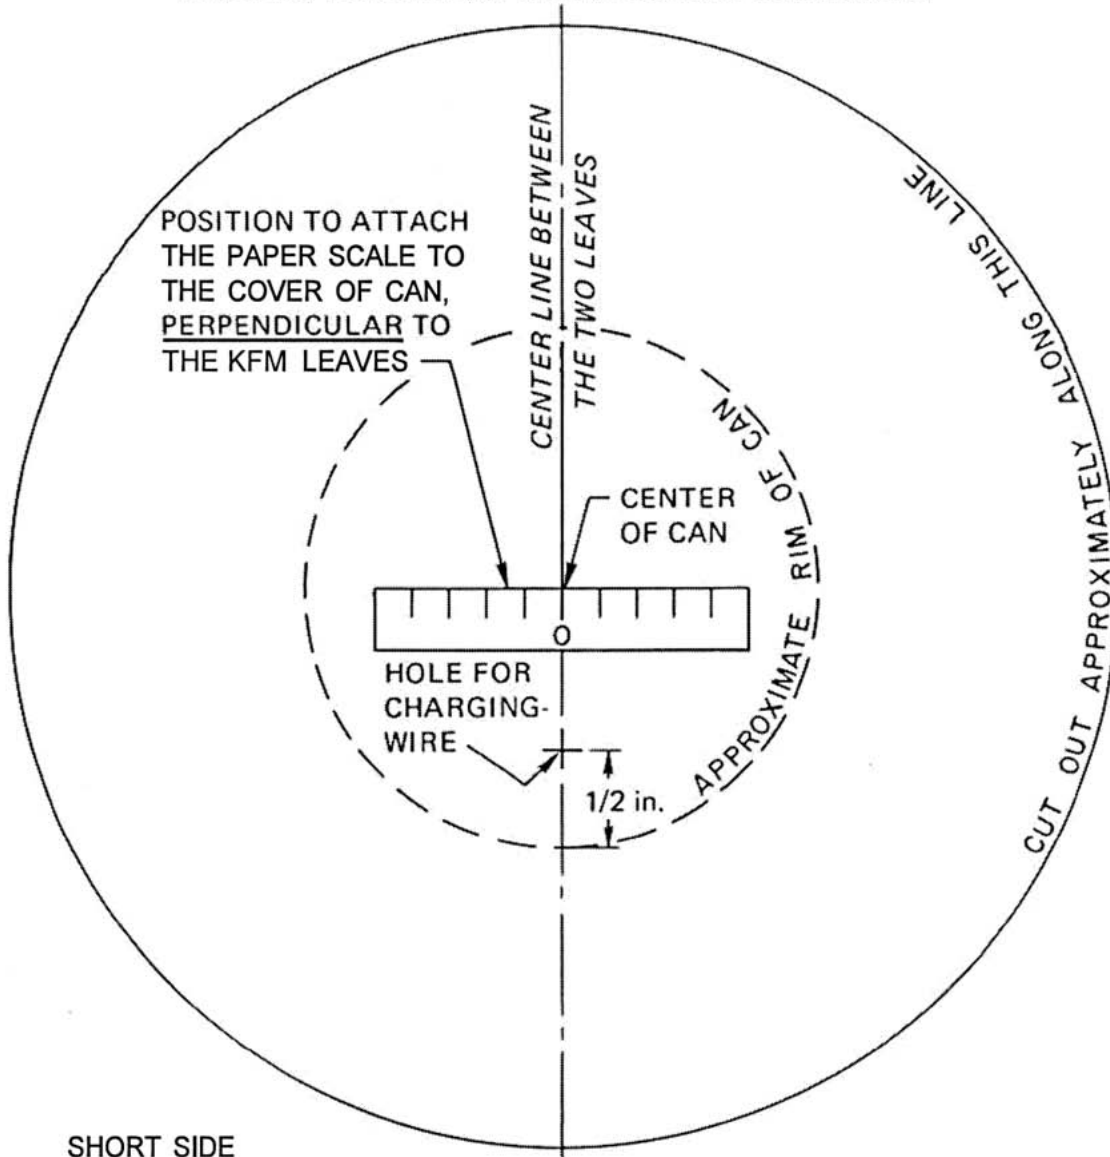 CENTER LINE BETWEEN
THE TWO LEAVES
POSITION TO ATTACH
THE PAPER SCALE TO
THE COVER OF CAN,
PERPENDICULAR TO
THE KFM LEAVES
CUT OUT APPROXIMATELY ALONG THIS LINE
APPROXIMATE RIM OF CAN
CENTER
OF CAN
O
HOLE FOR
CHARGING-
WIRE
1/2 in.
SHORT SIDE